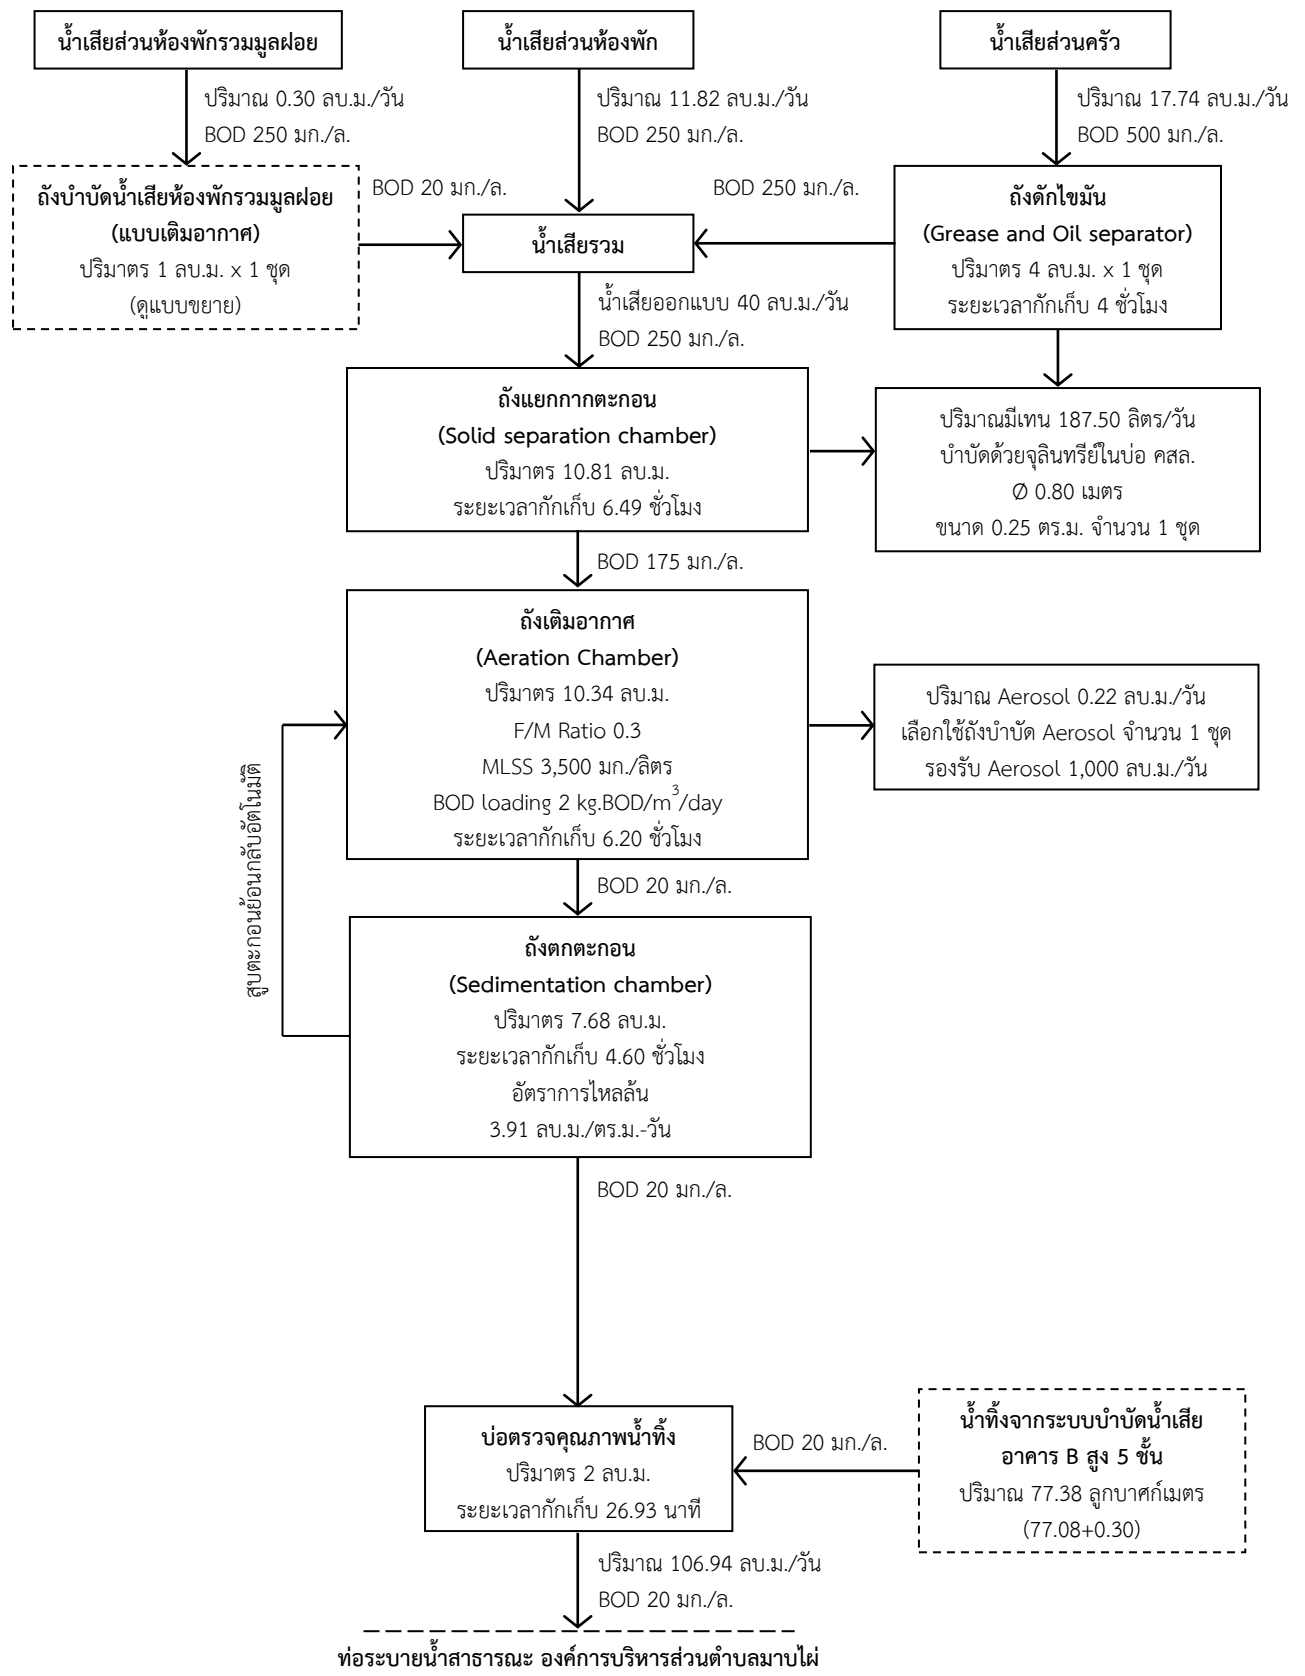 น้ำเสียส่วนห้องพักรวมมูลฝอย
น้ำเสียส่วนห้องพัก
น้ำเสียส่วนครัว
ปริมาณ 0.30 ลบ.ม./วัน
BOD 250 มก./ล.
ปริมาณ 11.82 ลบ.ม./วัน
BOD 250 มก./ล.
ปริมาณ 17.74 ลบ.ม./วัน
BOD 500 มก./ล.
ถังบำบัดน้ำเสียห้องพักรวมมูลฝอย
(แบบเติมอากาศ)
ปริมาตร 1 ลบ.ม. x 1 ชุด
(ดูแบบขยาย)
BOD 20 มก./ล.
น้ำเสียรวม
BOD 250 มก./ล.
ถังดักไขมัน
(Grease and Oil separator)
ปริมาตร 4 ลบ.ม. x 1 ชุด
ระยะเวลากักเก็บ 4 ชั่วโมง
น้ำเสียออกแบบ 40 ลบ.ม./วัน
BOD 250 มก./ล.
ถังแยกกากตะกอน
(Solid separation chamber)
ปริมาตร 10.81 ลบ.ม.
ระยะเวลากักเก็บ 6.49 ชั่วโมง
ปริมาณมีเทน 187.50 ลิตร/วัน
บำบัดด้วยจุลินทรีย์ในบ่อ คสล.
Ø 0.80 เมตร
ขนาด 0.25 ตร.ม. จำนวน 1 ชุด
BOD 175 มก./ล.
ถังเติมอากาศ
(Aeration Chamber)
ปริมาตร 10.34 ลบ.ม.
F/M Ratio 0.3
MLSS 3,500 มก./ลิตร
BOD loading 2 kg.BOD/m³/day
ระยะเวลากักเก็บ 6.20 ชั่วโมง
ปริมาณ Aerosol 0.22 ลบ.ม./วัน
เลือกใช้ถังบำบัด Aerosol จำนวน 1 ชุด
รองรับ Aerosol 1,000 ลบ.ม./วัน
สูบตะกอนย้อนกลับอัตโนมัติ
BOD 20 มก./ล.
ถังตกตะกอน
(Sedimentation chamber)
ปริมาตร 7.68 ลบ.ม.
ระยะเวลากักเก็บ 4.60 ชั่วโมง
อัตราการไหลล้น
3.91 ลบ.ม./ตร.ม.-วัน
BOD 20 มก./ล.
บ่อตรวจคุณภาพน้ำทิ้ง
ปริมาตร 2 ลบ.ม.
ระยะเวลากักเก็บ 26.93 นาที
BOD 20 มก./ล.
น้ำทิ้งจากระบบบำบัดน้ำเสีย
อาคาร B สูง 5 ชั้น
ปริมาณ 77.38 ลูกบาศก์เมตร
(77.08+0.30)
ปริมาณ 106.94 ลบ.ม./วัน
BOD 20 มก./ล.
ท่อระบายน้ำสาธารณะ องค์การบริหารส่วนตำบลมาบไผ่